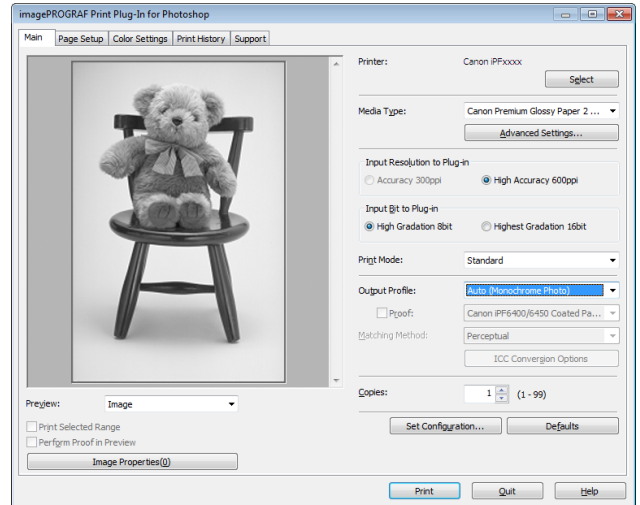 imagePROGRAF Print Plug-In for Photoshop
Main Page Setup Color Settings Print History Support
Printer: Canon iPFxxxx
Select
Media Type: Canon Premium Glossy Paper 2 ...
Advanced Settings...
Input Resolution to Plug-in
Accuracy 300ppi High Accuracy 600ppi
Input Bit to Plug-in
High Gradation 8bit Highest Gradation 16bit
Print Mode: Standard
Output Profile: Auto (Monochrome Photo)
Proof: Canon iPF6400/6450 Coated Pa...
Matching Method: Perceptual
ICC Conversion Options
Copies: 1 (1 - 99)
Preview: Image
Print Selected Range
Perform Proof in Preview
Image Properties(0)
Set Configuration... Defaults
Print Quit Help